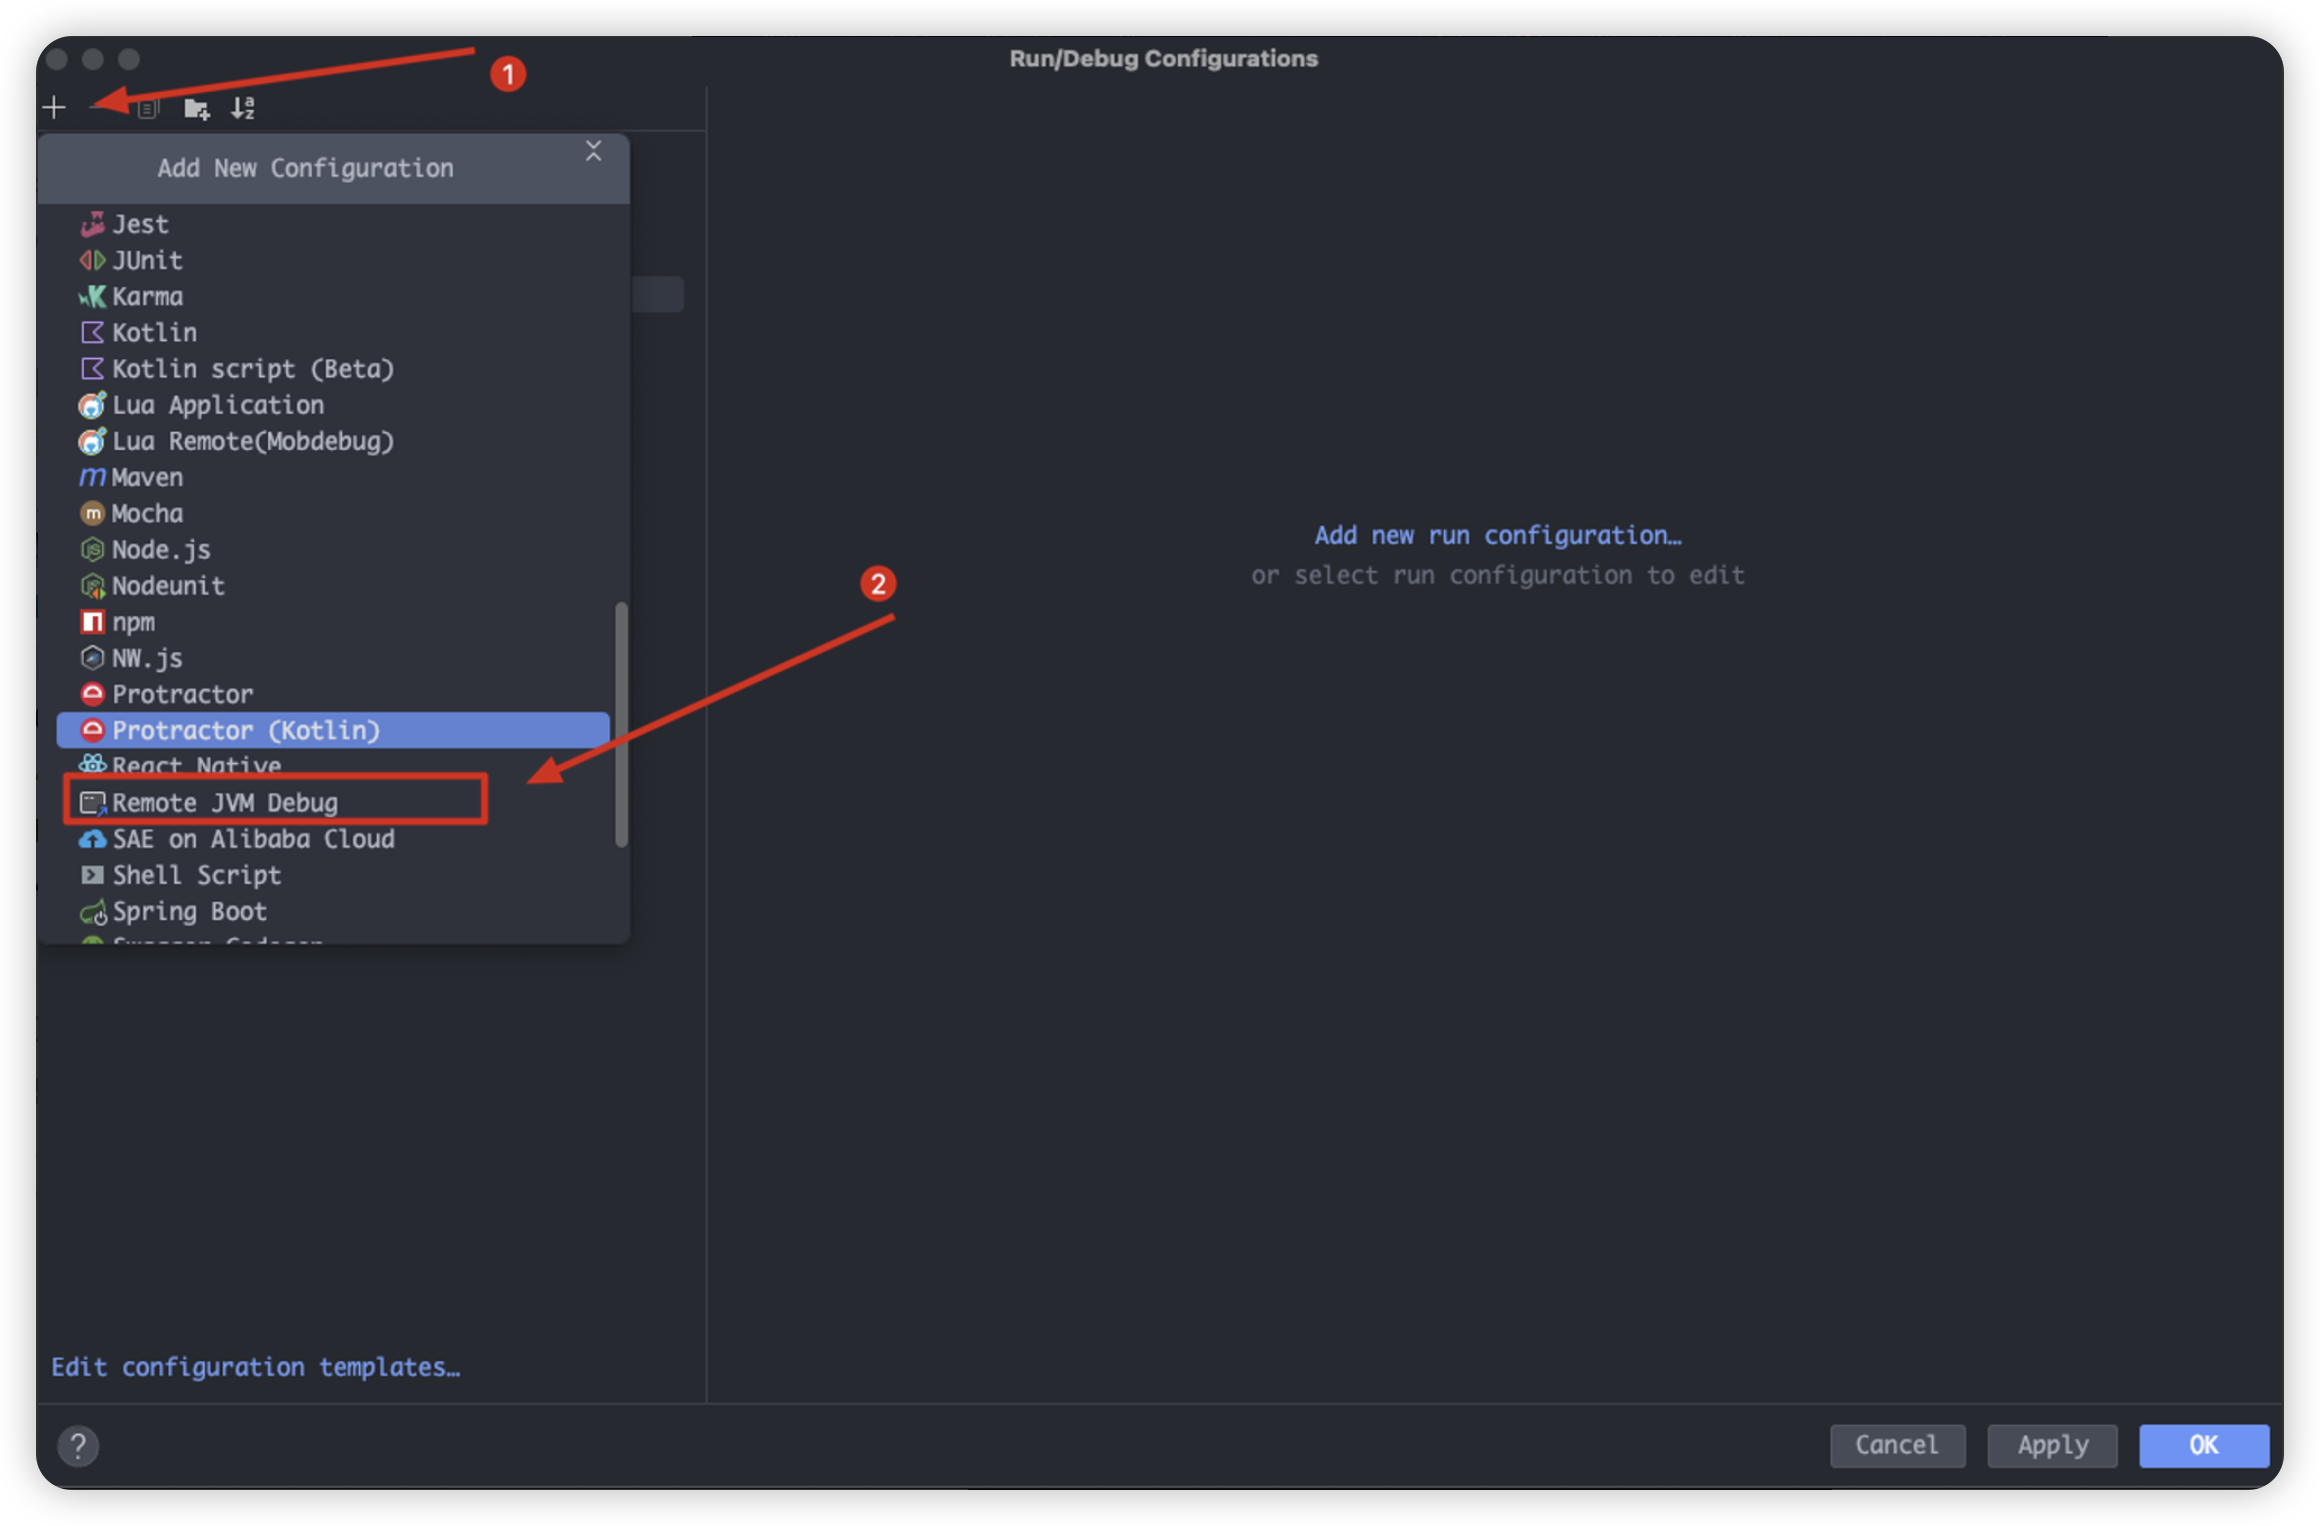 Run/Debug Configurations
1
Add New Configuration
Jest
JUnit
Karma
Kotlin
Kotlin script (Beta)
Lua Application
Lua Remote(Mobdebug)
Maven
Mocha
Node.js
Nodeunit
npm
NW.js
Protractor
Protractor (Kotlin)
React Native
Remote JVM Debug
SAE on Alibaba Cloud
Shell Script
Spring Boot
2
Add new run configuration…
or select run configuration to edit
Edit configuration templates…
?
Cancel
Apply
OK